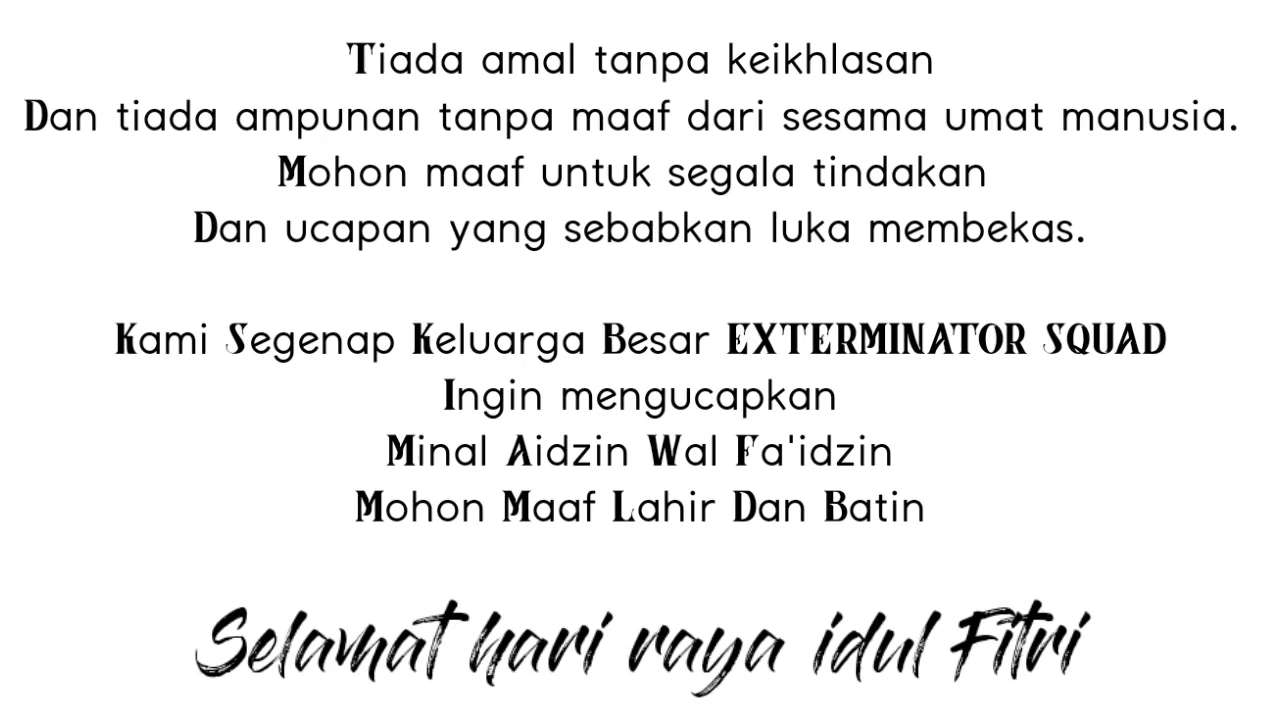 Tiada amal tanpa keikhlasan
Dan tiada ampunan tanpa maaf dari sesama umat manusia.
Mohon maaf untuk segala tindakan
Dan ucapan yang sebabkan luka membekas.
Kami Segenap Keluarga Besar EXTERMINATOR SQUAD
Ingin mengucapkan
Minal Aidzin Wal Fa'idzin
Mohon Maaf Lahir Dan Batin
Selamat hari raya idul Fitri